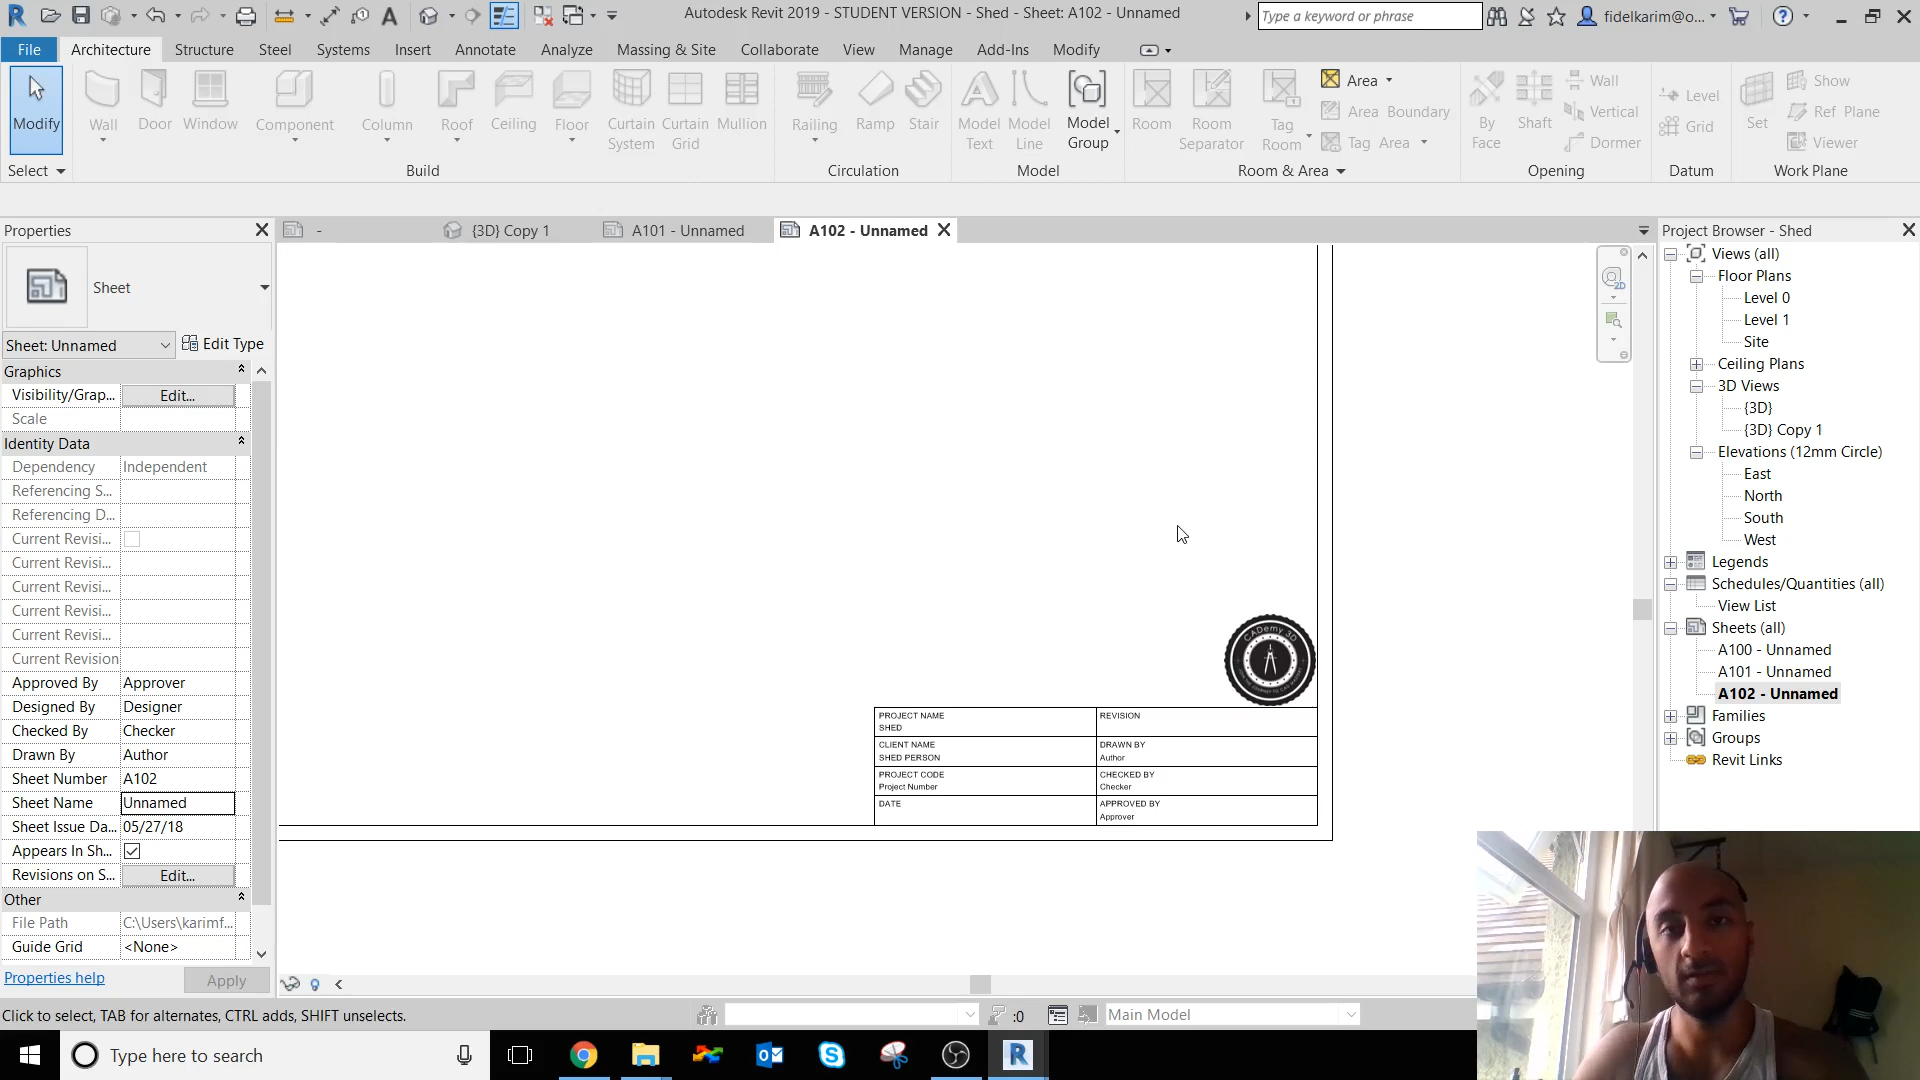 Autodesk Revit 2019 - STUDENT VERSION - Shed - Sheet: A102 - Unnamed
Type a keyword or phrase
fidelkarim@o...
File
Architecture
Structure
Steel
Systems
Insert
Annotate
Analyze
Massing & Site
Collaborate
View
Manage
Add-Ins
Modify
Modify
Wall
Door
Window
Component
Column
Roof
Ceiling
Floor
Curtain System
Curtain Grid
Mullion
Railing
Ramp
Stair
Model Text
Model Line
Model Group
Room
Room Separator
Tag Room
Area
Area Boundary
Tag Area
By Face
Shaft
Wall
Vertical
Dormer
Level
Grid
Set
Show
Ref Plane
Viewer
Select
Build
Circulation
Model
Room & Area
Opening
Datum
Work Plane
Properties
-
{3D} Copy 1
A101 - Unnamed
A102 - Unnamed
Project Browser - Shed
Sheet
Sheet: Unnamed
Edit Type
Graphics
Visibility/Grap... Edit...
Scale
Identity Data
Dependency Independent
Referencing S...
Referencing D...
Current Revisi...
Current Revisi...
Current Revisi...
Current Revisi...
Current Revisi...
Current Revision
Approved By Approver
Designed By Designer
Checked By Checker
Drawn By Author
Sheet Number A102
Sheet Name Unnamed
Sheet Issue Da... 05/27/18
Appears In Sh...
Revisions on S... Edit...
Other
File Path C:\Users\karimf...
Guide Grid <None>
Properties help
Apply
2D
CADemy 3D
PROJECT NAME
SHED
REVISION
CLIENT NAME
SHED PERSON
DRAWN BY
Author
PROJECT CODE
Project Number
CHECKED BY
Checker
DATE
APPROVED BY
Approver
Views (all)
Floor Plans
Level 0
Level 1
Site
Ceiling Plans
3D Views
{3D}
{3D} Copy 1
Elevations (12mm Circle)
East
North
South
West
Legends
Schedules/Quantities (all)
View List
Sheets (all)
A100 - Unnamed
A101 - Unnamed
A102 - Unnamed
Families
Groups
Revit Links
Click to select, TAB for alternates, CTRL adds, SHIFT unselects.
:0
Main Model
Type here to search